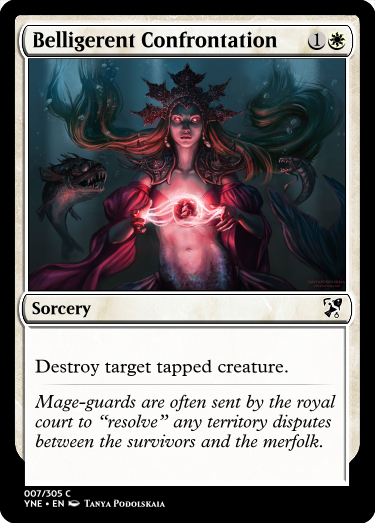 Belligerent Confrontation 1
Sorcery
Destroy target tapped creature.
Mage-guards are often sent by the royal
court to “resolve” any territory disputes
between the survivors and the merfolk.
007/305 C
YNE • EN Tanya Podolskaia